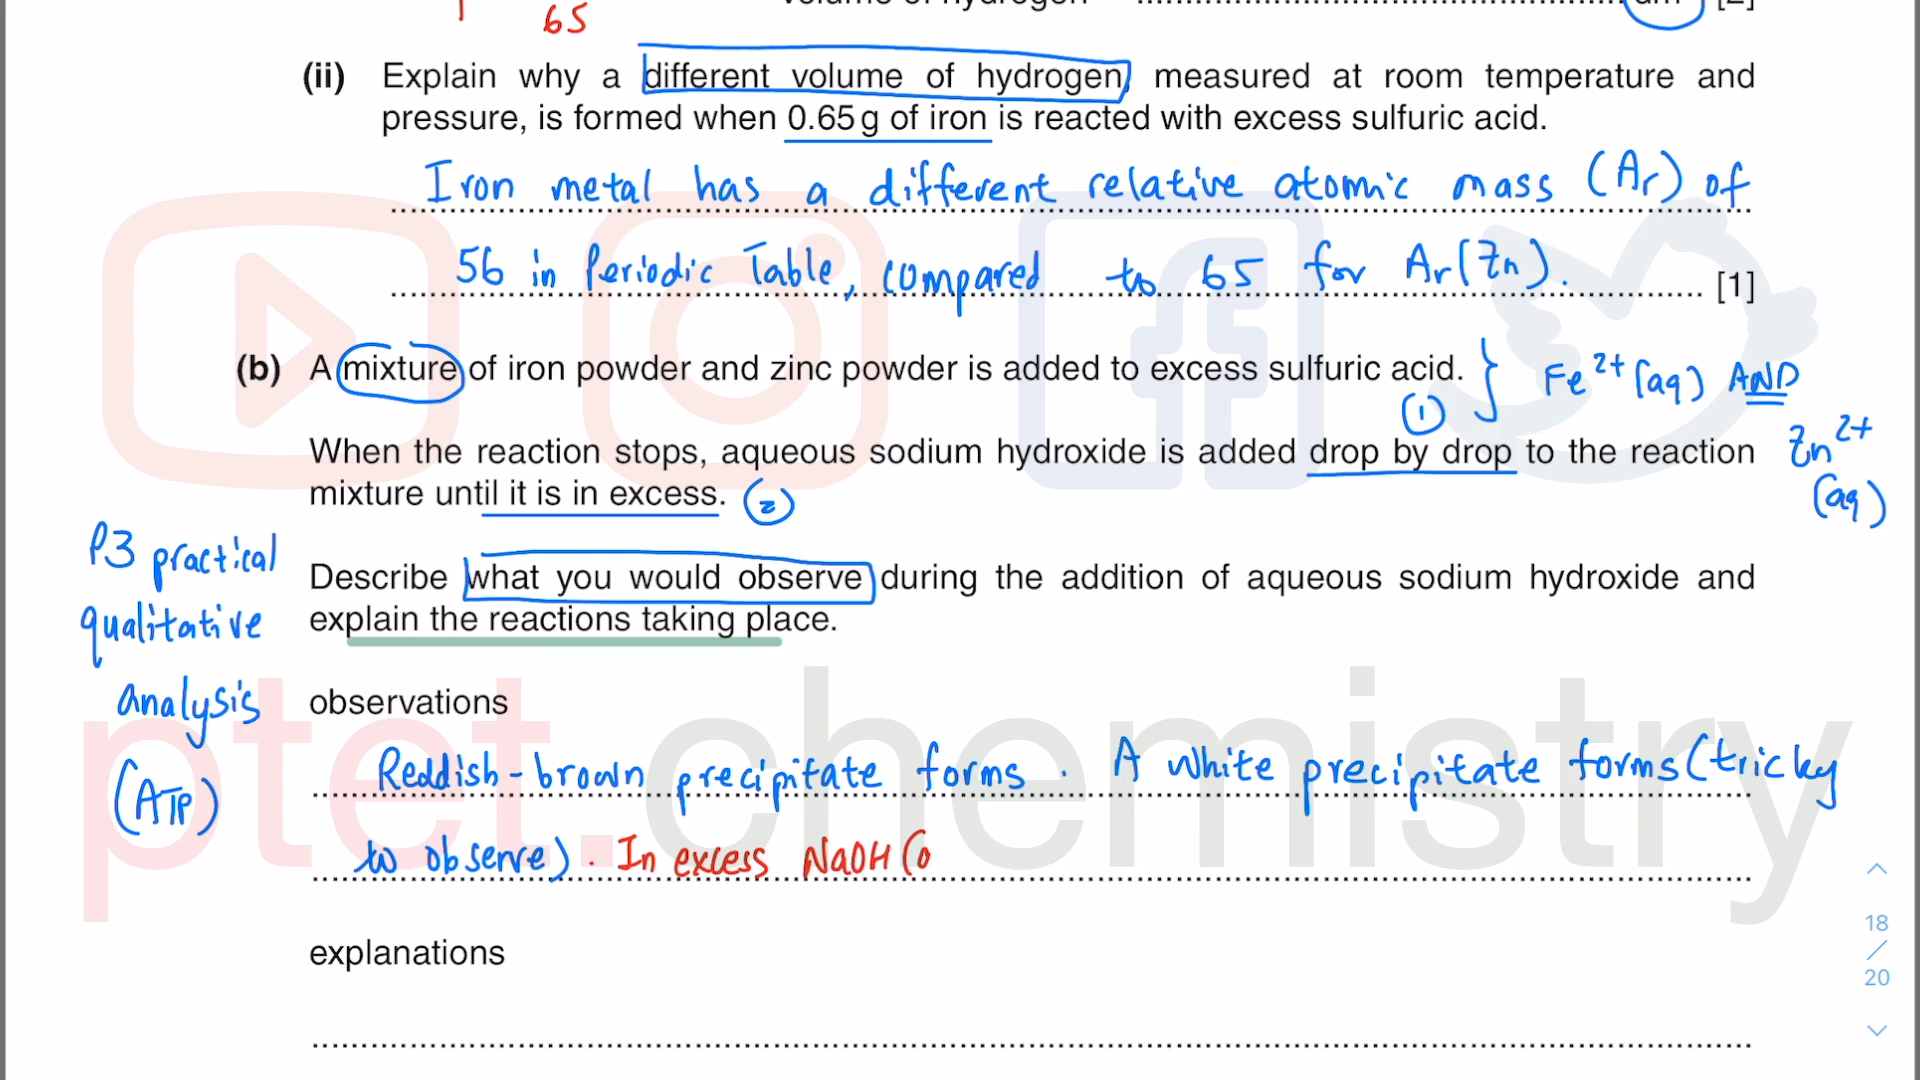 65
(ii) Explain why a different volume of hydrogen, measured at room temperature and
pressure, is formed when 0.65 g of iron is reacted with excess sulfuric acid.
Iron metal has a different relative atomic mass (Ar) of
56 in Periodic Table, compared to 65 for Ar(Zn).
[1]
(b) A mixture of iron powder and zinc powder is added to excess sulfuric acid. } Fe2+ (aq) AND
(1)
When the reaction stops, aqueous sodium hydroxide is added drop by drop to the reaction Zn2+
mixture until it is in excess. (2) (aq)
P3 practical
Describe what you would observe during the addition of aqueous sodium hydroxide and
qualitative explain the reactions taking place.
analysis observations
ptet.chemistry
Reddish-brown precipitate forms. A white precipitate forms (tricky
(ATP)
to observe). In excess NaOH (a
18
/
20
explanations